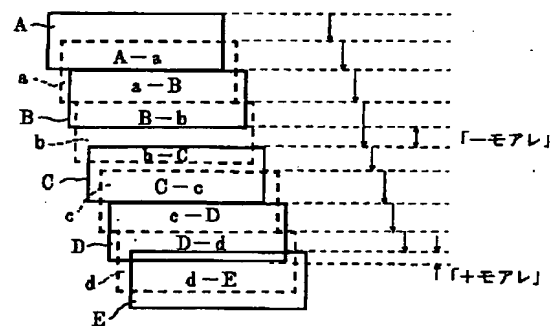 A
A-a
a
a-B
B
B-b
「-モアレ」
b
b-C
C
C-c
c
c-D
D
D-d
d
d-E
「+モアレ」
E